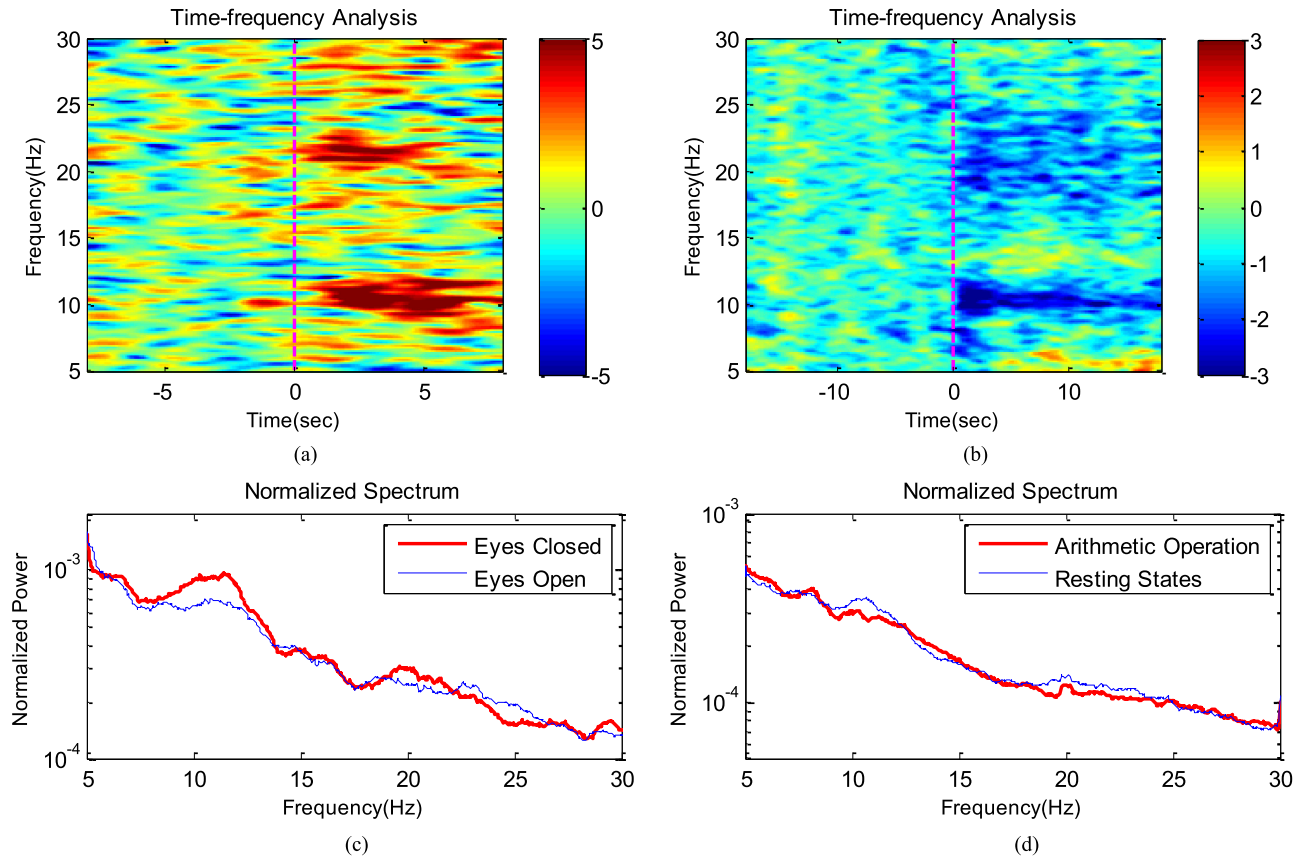 Time-frequency Analysis
30
25
20
15
10
5
Frequency(Hz)
-5
0
5
Time(sec)
5
0
-5
(a)
Time-frequency Analysis
30
25
20
15
10
5
Frequency(Hz)
-10
0
10
Time(sec)
3
2
1
0
-1
-2
-3
(b)
Normalized Spectrum
10-3
10-4
Normalized Power
Eyes Closed
Eyes Open
5
10
15
20
25
30
Frequency(Hz)
(c)
Normalized Spectrum
10-3
10-4
Normalized Power
Arithmetic Operation
Resting States
5
10
15
20
25
30
Frequency(Hz)
(d)